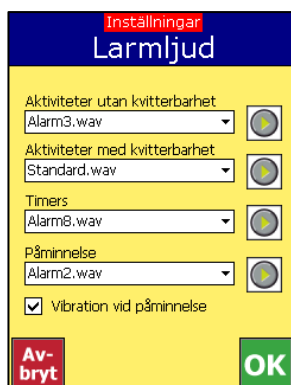 Inställningar
Larmljud
Aktiviteter utan kvitterbarhet
Alarm3.wav
Aktiviteter med kvitterbarhet
Standard.wav
Timers
Alarm8.wav
Påminnelse
Alarm2.wav
Vibration vid påminnelse
Av-
bryt
OK